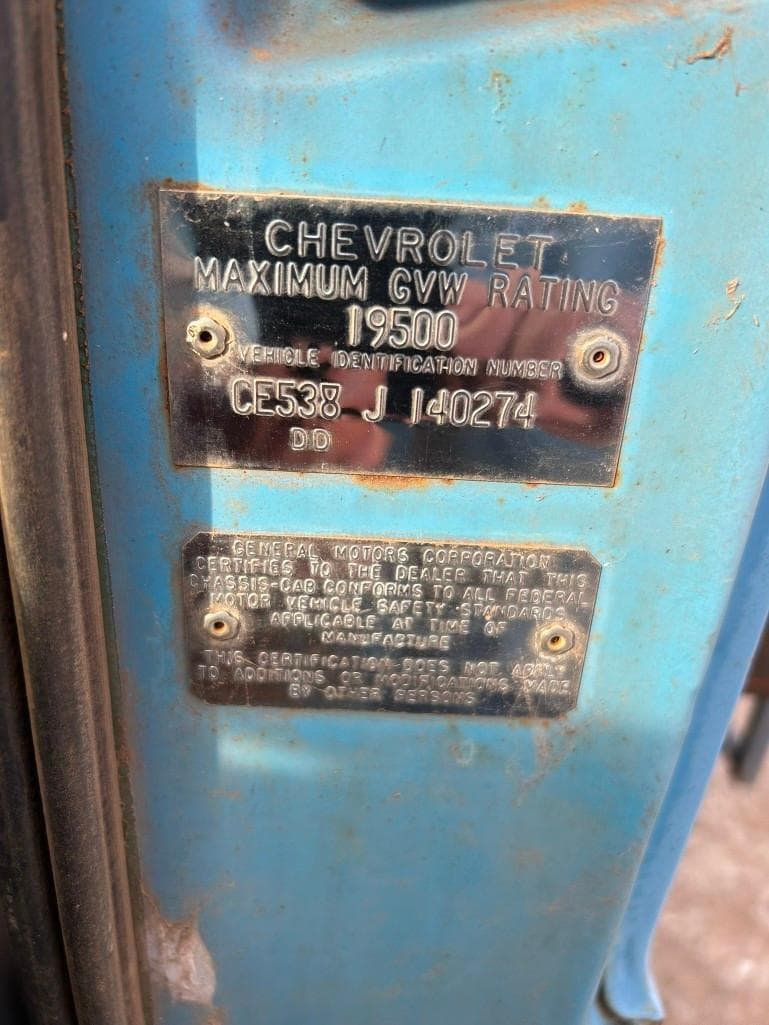 CHEVROLET
MAXIMUM GVW RATING
19500
VEHICLE IDENTIFICATION NUMBER
CE538 J 140274
DD
GENERAL MOTORS CORPORATION
CERTIFIES TO THE DEALER THAT THIS
CHASSIS-CAB CONFORMS TO ALL FEDERAL
MOTOR VEHICLE SAFETY STANDARDS
APPLICABLE AT TIME OF
MANUFACTURE
THIS CERTIFICATION DOES NOT APPLY
TO ADDITIONS OR MODIFICATIONS MADE
BY OTHER PERSONS